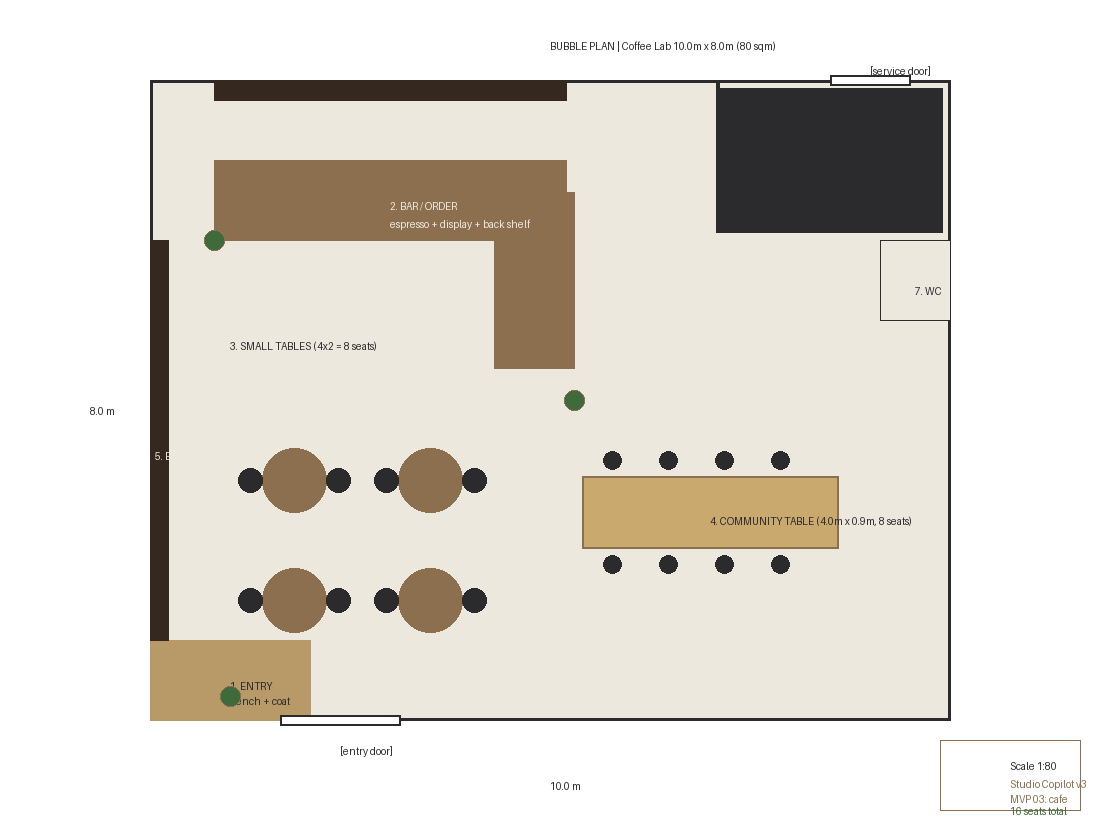 BUBBLE PLAN | Coffee Lab 10.0m x 8.0m (80 sqm)
[service door]
2. BAR / ORDER
espresso + display + back shelf
7. WC
3. SMALL TABLES (4x2 = 8 seats)
8.0 m
5. E
4. COMMUNITY TABLE (4.0m x 0.9m, 8 seats)
1. ENTRY
ench + coat
[entry door]
10.0 m
Scale 1:80
Studio Copilot v3
MVP 03: cafe
16 seats total